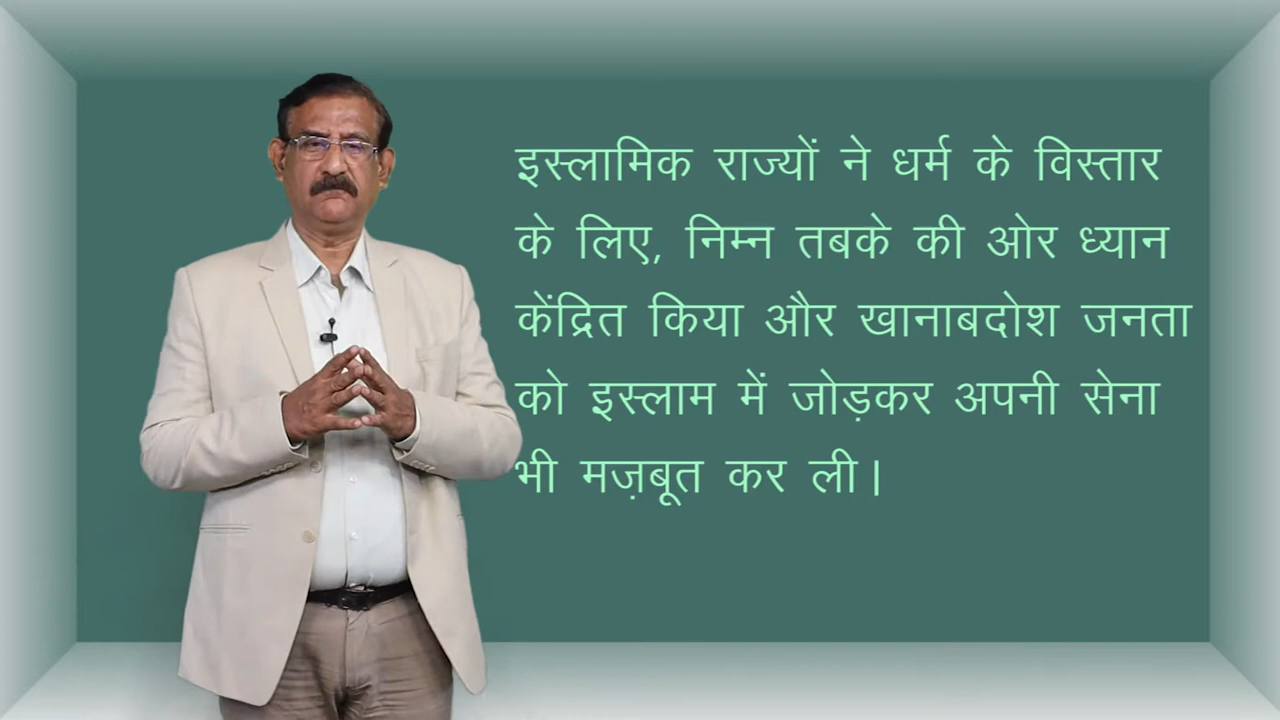 इस्लामिक राज्यों ने धर्म के विस्तार
के लिए, निम्न तबके की ओर ध्यान
केंद्रित किया और खानाबदोश जनता
को इस्लाम में जोड़कर अपनी सेना
भी मज़बूत कर ली।